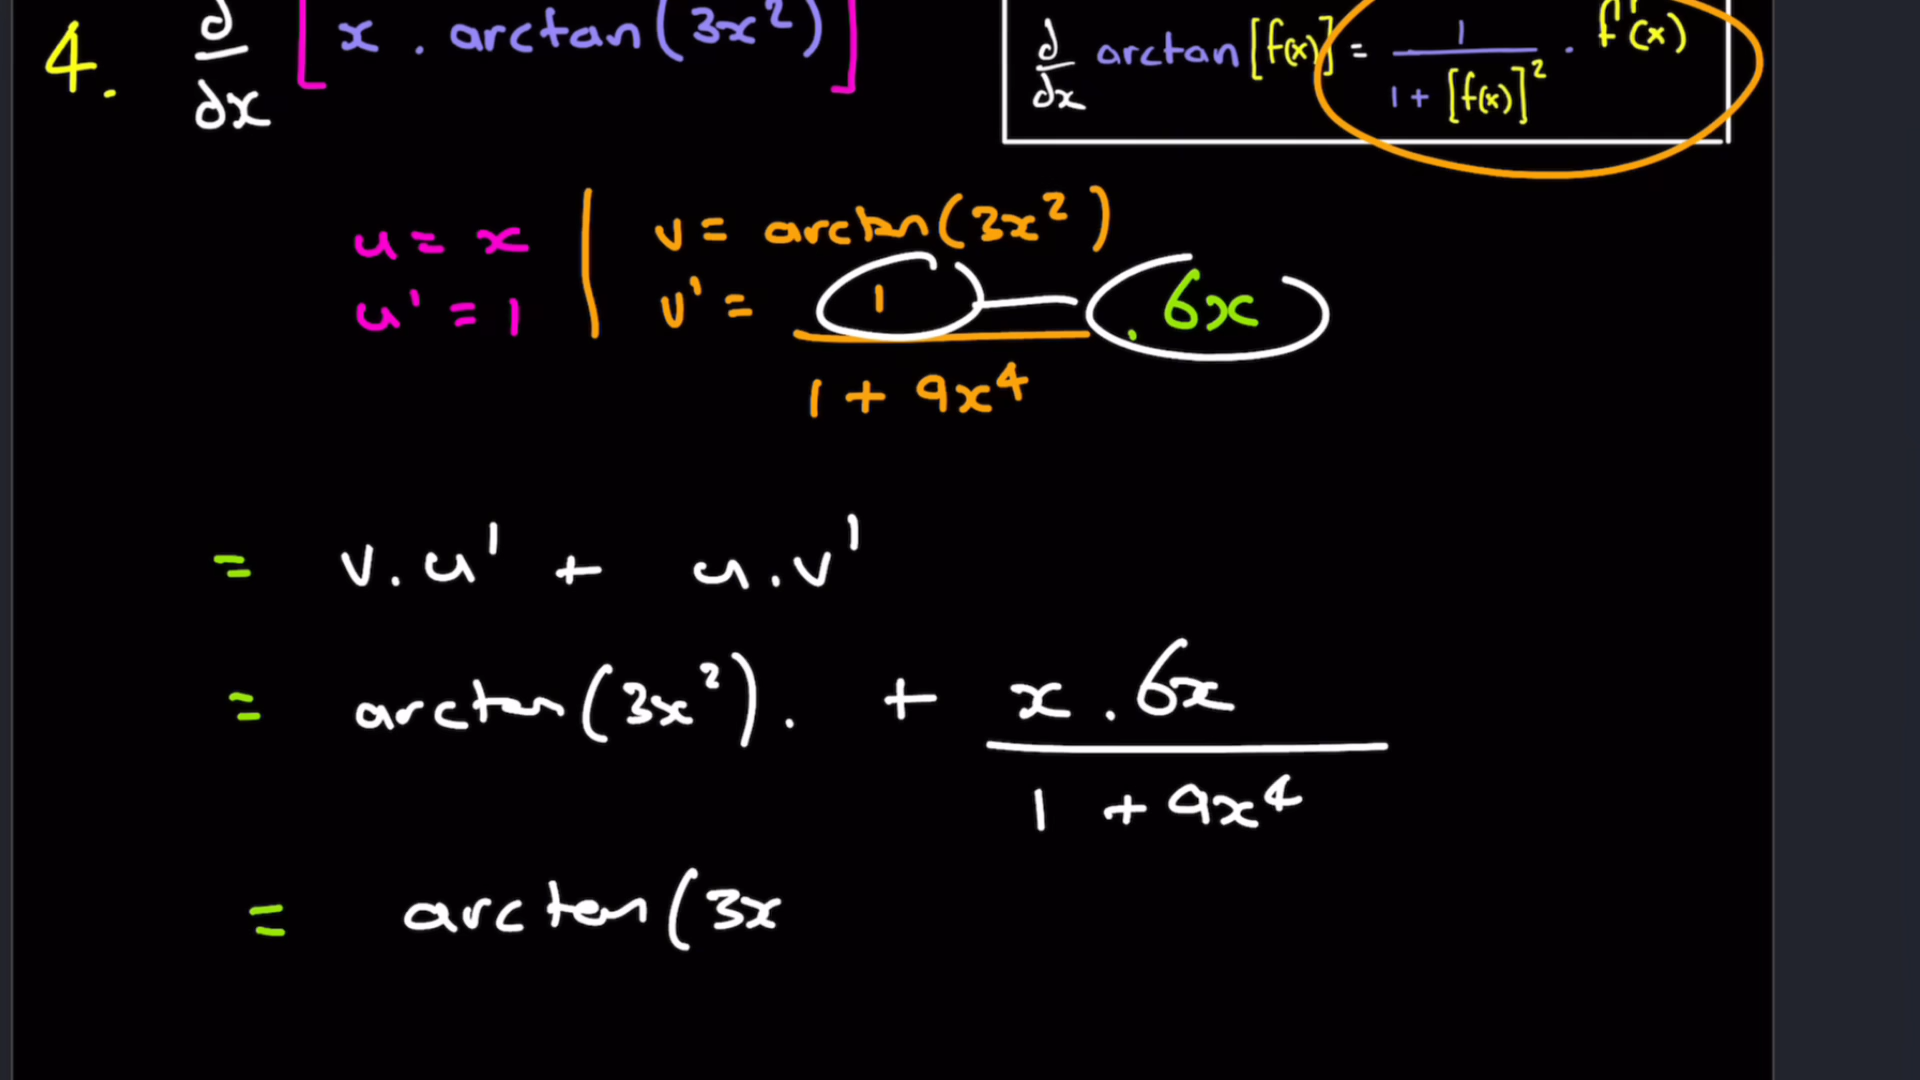 4. d/dx [x . arctan(3x²)]
d/dx arctan[f(x)] = 1/(1 + [f(x)]²) . f'(x)
u = x | v = arctan(3x²)
u' = 1 | v' = 1/(1 + 9x⁴) . 6x
= v.u' + u.v'
= arctan(3x²). + (x . 6x)/(1 + 9x⁴)
= arctan(3x